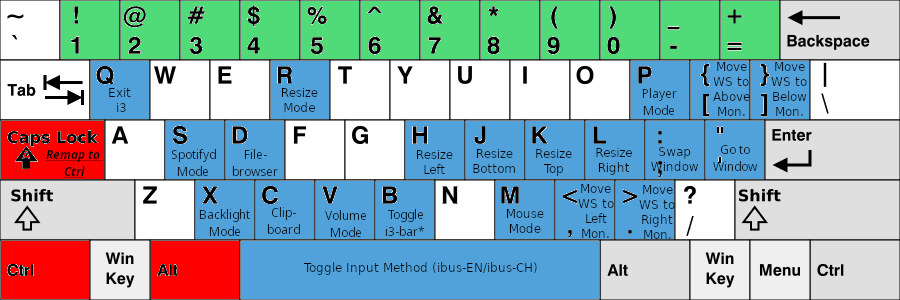 ~ ! @ # $ % ^ & * ( ) _ +
` 1 2 3 4 5 6 7 8 9 0 - = Backspace
Tab Q W E R T Y U I O P { Move WS to } Move WS to |
Exit i3 Resize Mode Player Mode [ Above Mon. ] Below Mon. \
Caps Lock A S D F G H J K L : " Enter
Remap to Ctrl Spotifyd Mode File-browser Resize Left Resize Bottom Resize Top Resize Right ; Swap Window ' Go to Window
Shift Z X C V B N M < Move WS to > Move WS to ? Shift
Backlight Mode Clip-board Volume Mode Toggle i3-bar* Mouse Mode , Left Mon. . Right Mon. /
Ctrl Win Key Alt Toggle Input Method (ibus-EN/ibus-CH) Alt Win Key Menu Ctrl